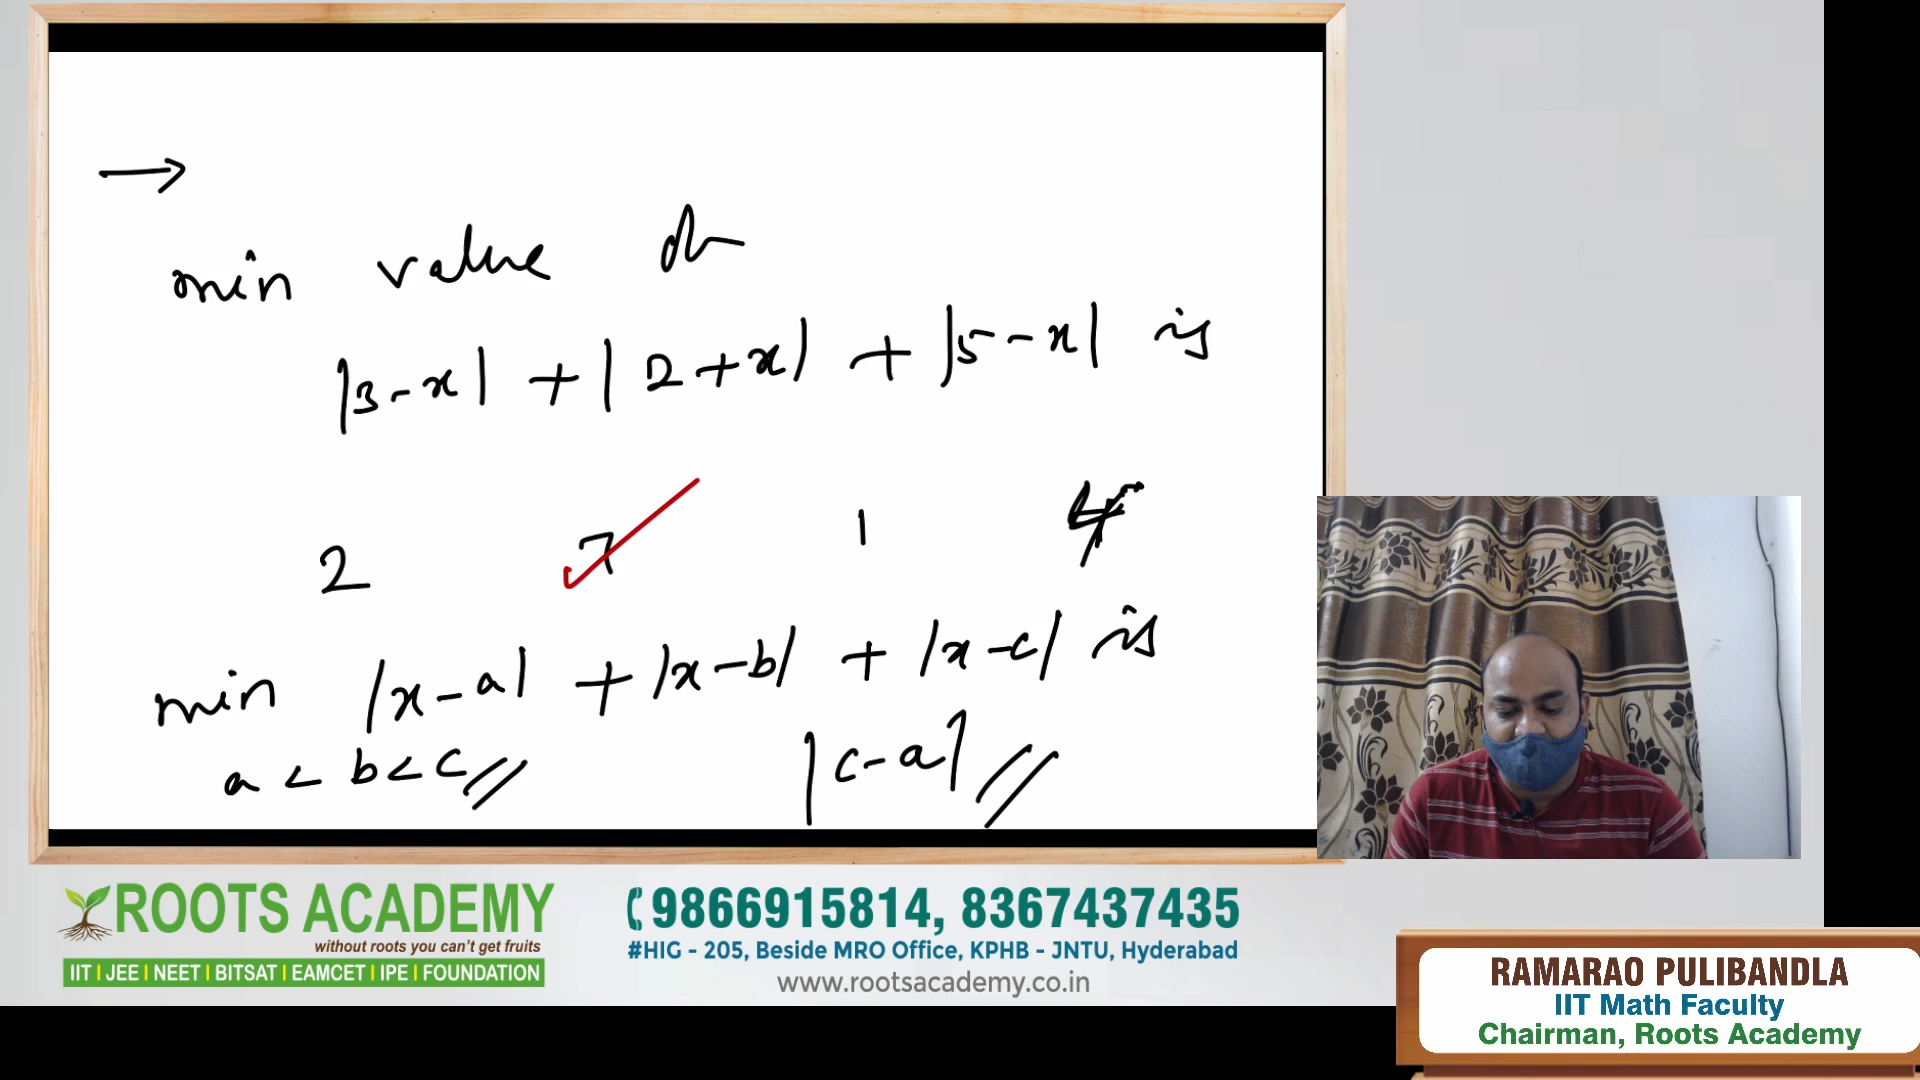 →
min value of
|3-x| + |2+x| + |5-x| is
2 7 1 4
min |x-a| + |x-b| + |x-c| is
a < b < c |c-a|
ROOTS ACADEMY
without roots you can't get fruits
IIT | JEE | NEET | BITSAT | EAMCET | IPE | FOUNDATION
9866915814, 8367437435
#HIG - 205, Beside MRO Office, KPHB - JNTU, Hyderabad
www.rootsacademy.co.in
RAMARAO PULIBANDLA
IIT Math Faculty
Chairman, Roots Academy